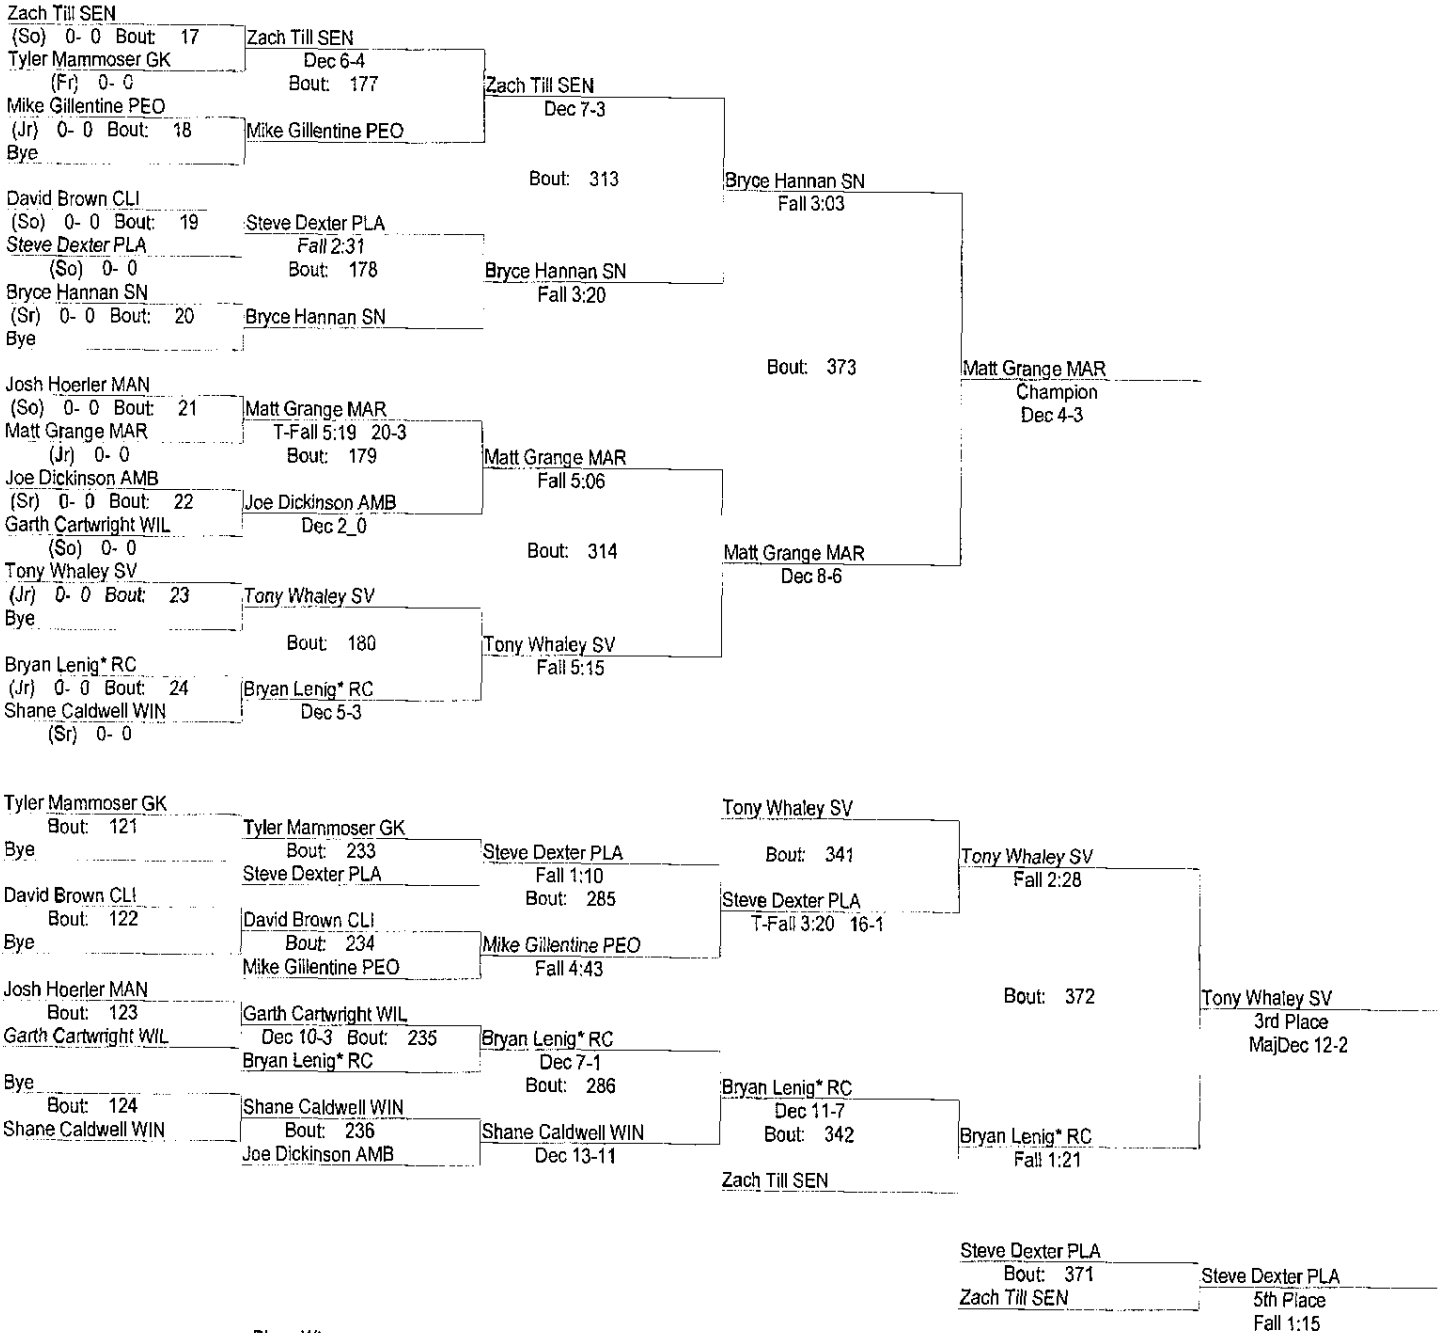 Zach Till SEN
(So) 0- 0 Bout: 17 Zach Till SEN
Tyler Mammoser GK Dec 6-4
(Fr) 0- 0 Bout: 177 Zach Till SEN
Mike Gillentine PEO Dec 7-3
(Jr) 0- 0 Bout: 18 Mike Gillentine PEO
Bye
Bout: 313 Bryce Hannan SN
David Brown CLI Fall 3:03
(So) 0- 0 Bout: 19 Steve Dexter PLA
Steve Dexter PLA Fall 2:31
(So) 0- 0 Bout: 178 Bryce Hannan SN
Bryce Hannan SN Fall 3:20
(Sr) 0- 0 Bout: 20 Bryce Hannan SN
Bye
Bout: 373 Matt Grange MAR
Josh Hoerler MAN Champion
(So) 0- 0 Bout: 21 Matt Grange MAR Dec 4-3
Matt Grange MAR T-Fall 5:19 20-3
(Jr) 0- 0 Bout: 179 Matt Grange MAR
Joe Dickinson AMB Fall 5:06
(Sr) 0- 0 Bout: 22 Joe Dickinson AMB
Garth Cartwright WIL Dec 2_0
(So) 0- 0 Bout: 314 Matt Grange MAR
Tony Whaley SV Dec 8-6
(Jr) 0- 0 Bout: 23 Tony Whaley SV
Bye
Bout: 180 Tony Whaley SV
Bryan Lenig* RC Fall 5:15
(Jr) 0- 0 Bout: 24 Bryan Lenig* RC
Shane Caldwell WIN Dec 5-3
(Sr) 0- 0
Tyler Mammoser GK Tony Whaley SV
Bout: 121 Tyler Mammoser GK
Bye Bout: 233 Steve Dexter PLA Bout: 341 Tony Whaley SV
Steve Dexter PLA Fall 1:10 Fall 2:28
David Brown CLI Bout: 285 Steve Dexter PLA
Bout: 122 David Brown CLI T-Fall 3:20 16-1
Bye Bout: 234 Mike Gillentine PEO
Mike Gillentine PEO Fall 4:43
Josh Hoerler MAN Bout: 372 Tony Whaley SV
Bout: 123 Garth Cartwright WIL 3rd Place
Garth Cartwright WIL Dec 10-3 Bout: 235 Bryan Lenig* RC MajDec 12-2
Bryan Lenig* RC Dec 7-1
Bye Bout: 286 Bryan Lenig* RC
Bout: 124 Shane Caldwell WIN Dec 11-7
Shane Caldwell WIN Bout: 236 Shane Caldwell WIN Bout: 342 Bryan Lenig* RC
Joe Dickinson AMB Dec 13-11 Fall 1:21
Zach Till SEN
Steve Dexter PLA
Bout: 371 Steve Dexter PLA
Zach Till SEN 5th Place
Fall 1:15